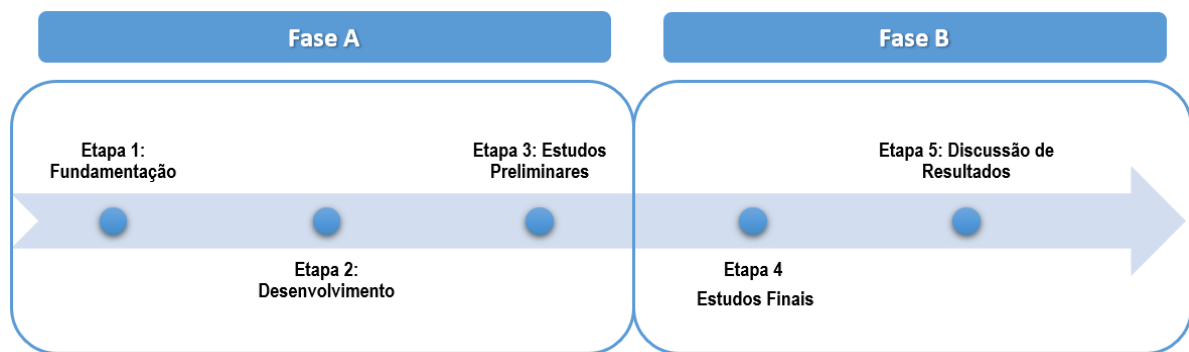 Fase A
Fase B
Etapa 1:
Fundamentação
Etapa 2:
Desenvolvimento
Etapa 3: Estudos
Preliminares
Etapa 4
Estudos Finais
Etapa 5: Discussão de
Resultados